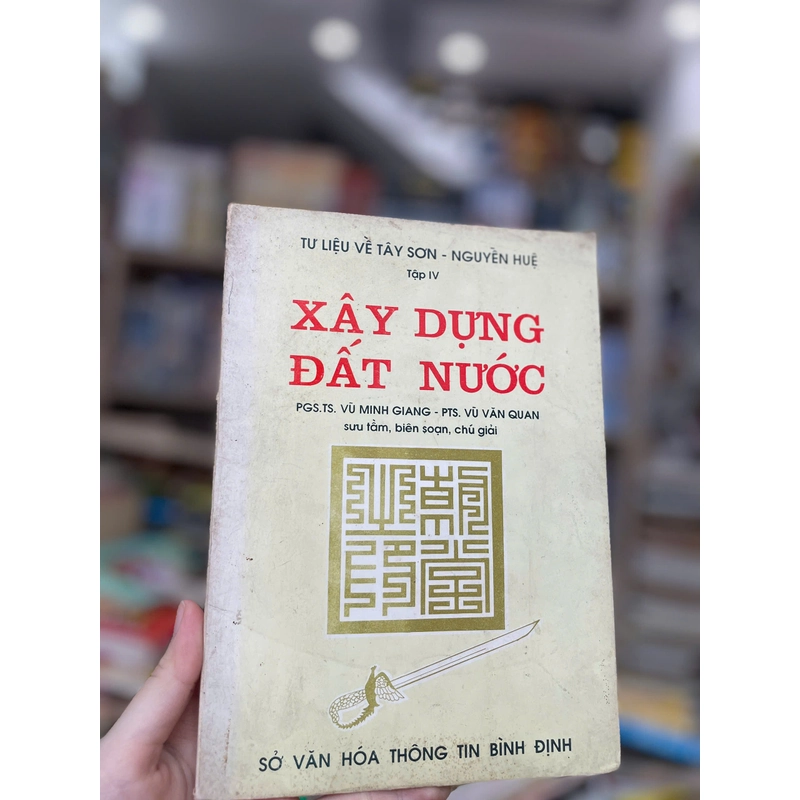 TƯ LIỆU VỀ TÂY SƠN - NGUYỄN HUỆ
Tập IV
XÂY DỰNG
ĐẤT NƯỚC
PGS.TS. VŨ MINH GIANG - PTS. VŨ VĂN QUAN
sưu tầm, biên soạn, chú giải
SỞ VĂN HÓA THÔNG TIN BÌNH ĐỊNH